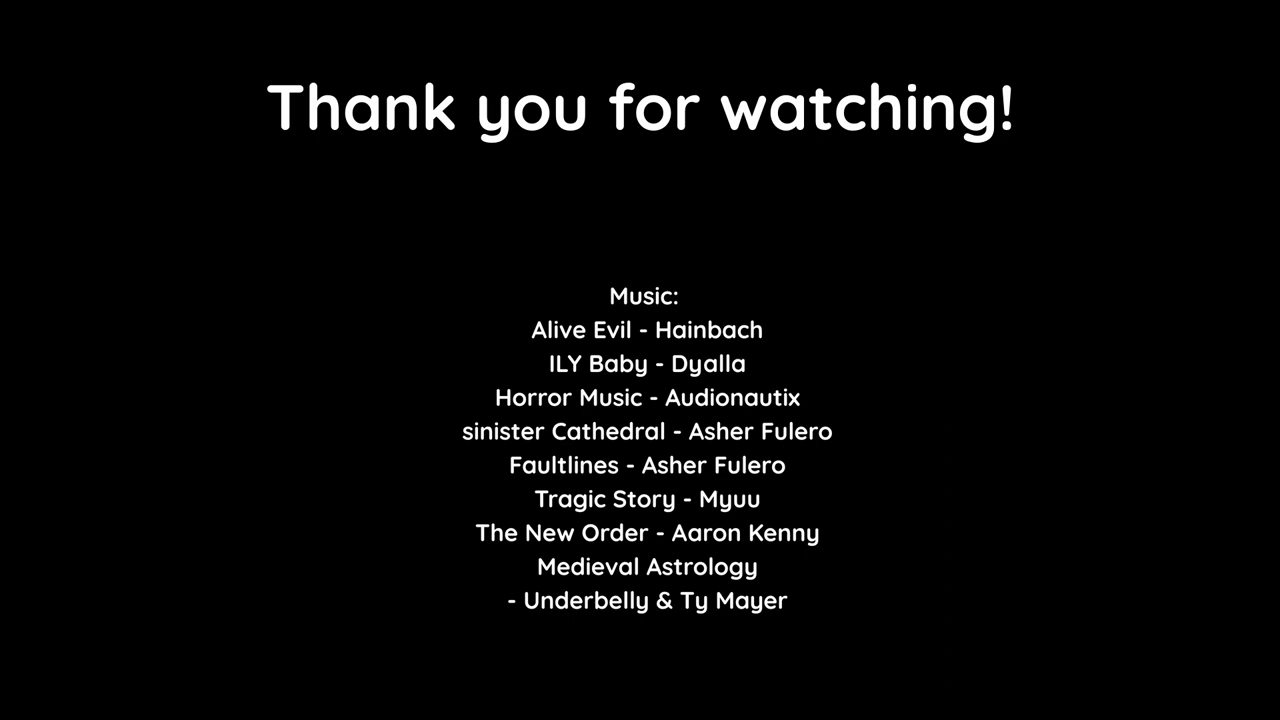 Thank you for watching!
Music:
Alive Evil - Hainbach
ILY Baby - Dyalla
Horror Music - Audionautix
sinister Cathedral - Asher Fulero
Faultlines - Asher Fulero
Tragic Story - Myuu
The New Order - Aaron Kenny
Medieval Astrology
- Underbelly & Ty Mayer